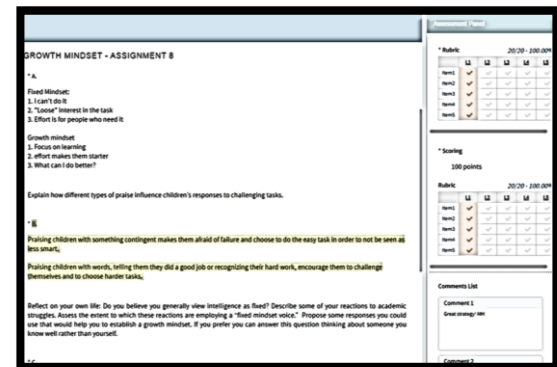 GROWTH MINDSET - ASSIGNMENT 8
* A.
Fixed Mindset:
1. I can't do it
2. "Loose" interest in the task
3. Effort is for people who need it
Growth mindset
1. Focus on learning
2. effort makes them starter
3. What can I do better?
Explain how different types of praise influence children's responses to challenging tasks.
* B.
Praising children with something contingent makes them afraid of failure and choose to do the easy task in order to not be seen as
less smart.
Praising children with words, telling them they did a good job or recognizing their hard work, encourage them to challenge
themselves and to choose harder tasks.
Reflect on your own life: Do you believe you generally view intelligence as fixed? Describe some of your reactions to academic
struggles. Assess the extent to which these reactions are employing a "fixed mindset voice." Propose some responses you could
use that would help you to establish a growth mindset. If you prefer you can answer this question thinking about someone you
know well rather than yourself.
* C
* Rubric 20/20 - 100.00%
L1 L2 L3 L4 L5
Item1
Item2
Item3
Item4
Item5
* Scoring
100 points
Rubric 20/20 - 100.00%
L1 L2 L3 L4 L5
Item1
Item2
Item3
Item4
Item5
Comments List
Comment 1
Great strategy!
Comment 2